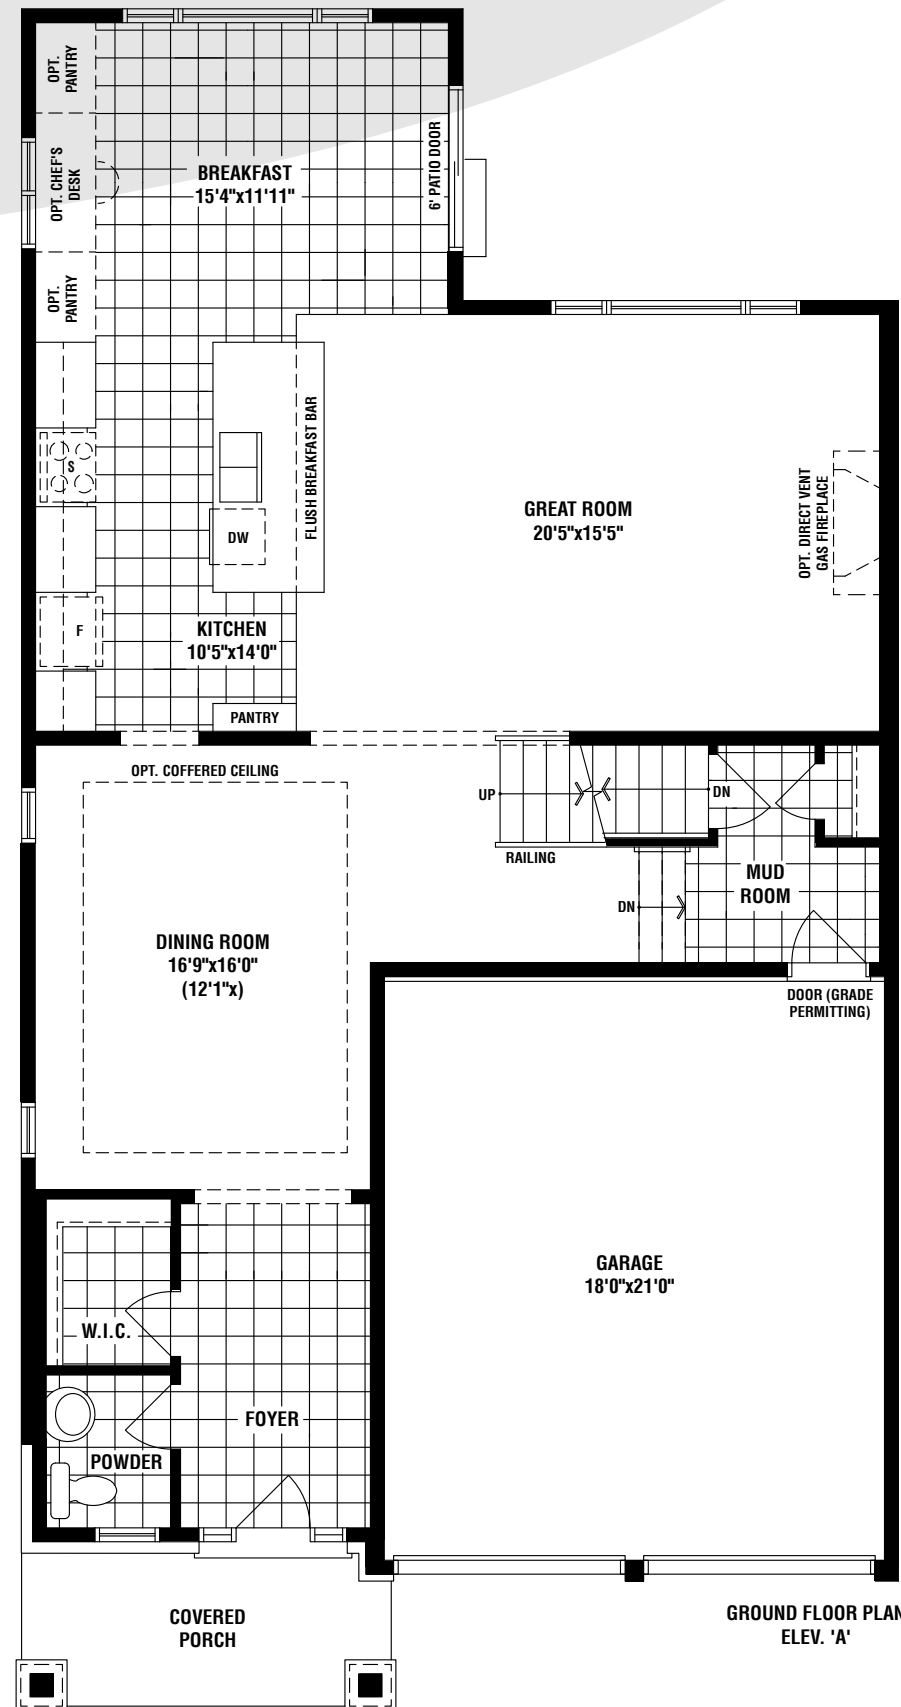 OPT.
PANTRY
OPT. CHEF'S
DESK
OPT.
PANTRY
BREAKFAST
15'4"x11'11"
6' PATIO DOOR
S
DW
FLUSH BREAKFAST BAR
GREAT ROOM
20'5"x15'5"
OPT. DIRECT VENT
GAS FIREPLACE
F
KITCHEN
10'5"x14'0"
PANTRY
OPT. COFFERED CEILING
UP
DN
RAILING
MUD
ROOM
DN
DINING ROOM
16'9"x16'0"
(12'1"x)
DOOR (GRADE
PERMITTING)
GARAGE
18'0"x21'0"
W.I.C.
FOYER
POWDER
COVERED
PORCH
GROUND FLOOR PLAN
ELEV. 'A'